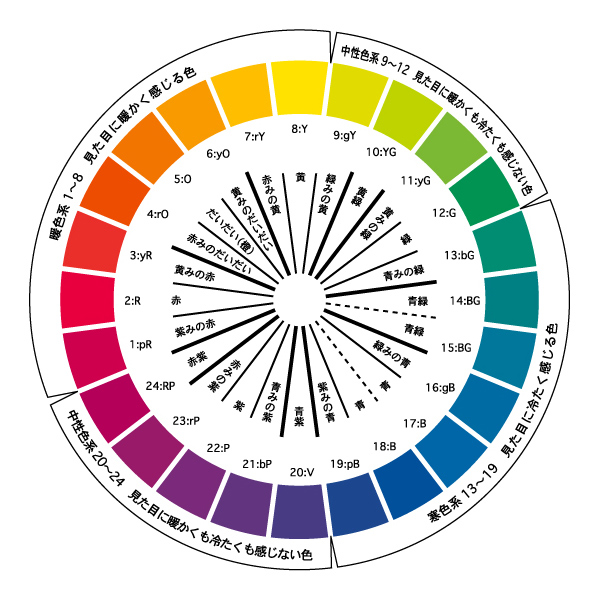 暖色系 1〜8 見た目に暖かく感じる色
中性色系 9〜12 見た目に暖かくも冷たくも感じない色
寒色系 13〜19 見た目に冷たく感じる色
中性色系 20〜24 見た目に暖かくも冷たくも感じない色
1:pR
2:R
3:yR
4:rO
5:O
6:yO
7:rY
8:Y
9:gY
10:YG
11:yG
12:G
13:bG
14:BG
15:BG
16:gB
17:B
18:B
19:pB
20:V
21:bP
22:P
23:rP
24:RP
紫みの赤
赤
黄みの赤
赤みのだいだい
だいだい(橙)
黄みのだいだい
赤みの黄
黄
緑みの黄
黄緑
黄みの緑
緑
青みの緑
青緑
青緑
緑みの青
青
青
紫みの青
青紫
青みの紫
紫
赤みの紫
赤紫